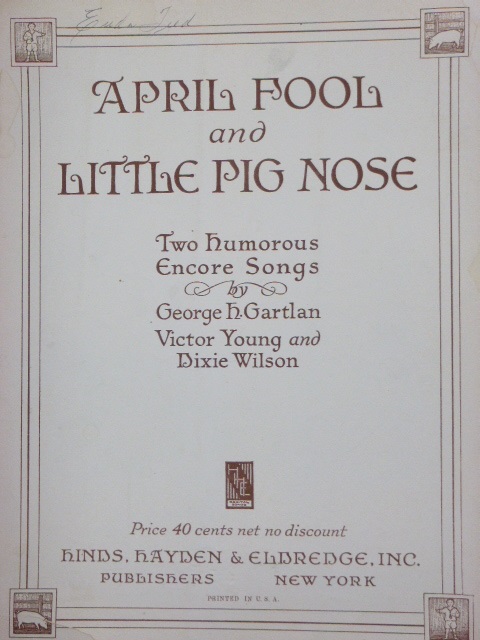 APRIL FOOL
and
LITTLE PIG NOSE
Two Humorous
Encore Songs
by
George H. Gartlan
Victor Young and
Dixie Wilson
Price 40 cents net no discount
HINDS, HAYDEN & ELDREDGE, INC.
PUBLISHERS NEW YORK
PRINTED IN U. S. A.